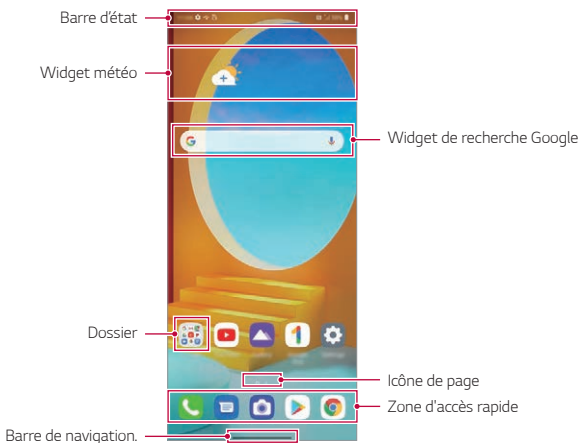 Barre d'état
Widget météo
Widget de recherche Google
Dossier
Icône de page
Zone d'accès rapide
Barre de navigation.